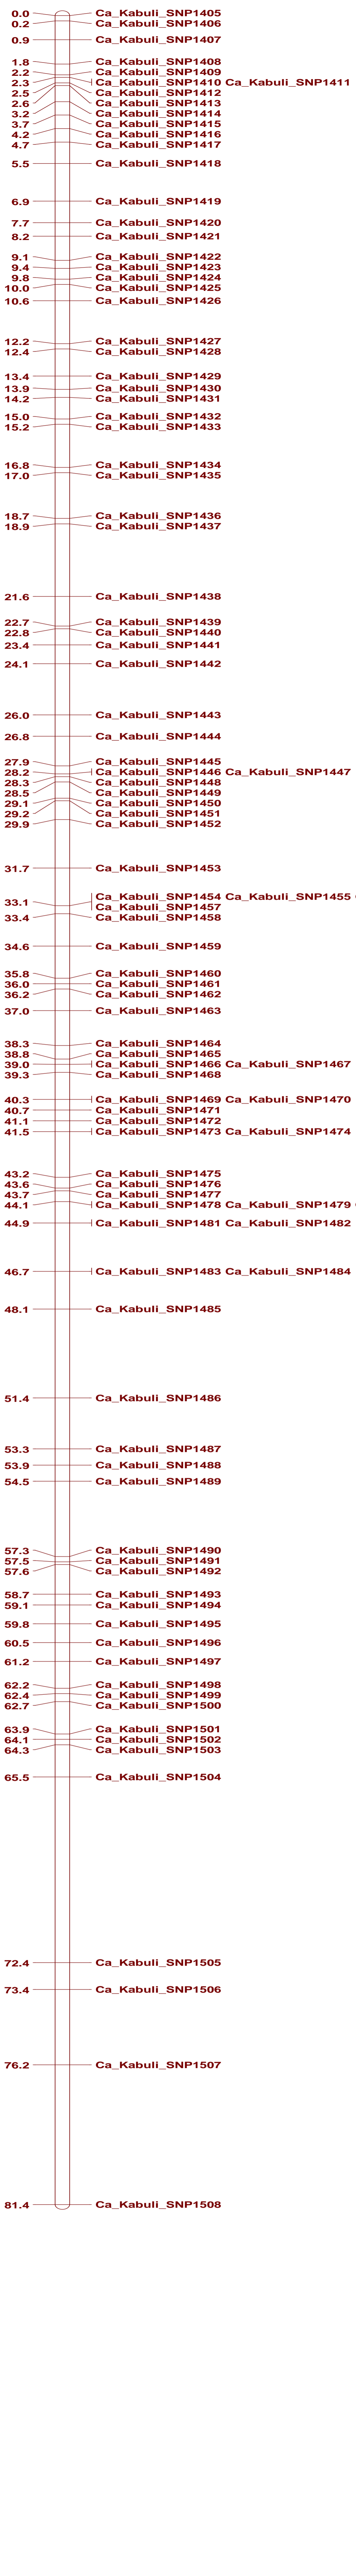 0.0 Ca_Kabuli_SNP1405
0.2 Ca_Kabuli_SNP1406
0.9 Ca_Kabuli_SNP1407
1.8 Ca_Kabuli_SNP1408
2.2 Ca_Kabuli_SNP1409
2.3 Ca_Kabuli_SNP1410 Ca_Kabuli_SNP1411
2.5 Ca_Kabuli_SNP1412
2.6 Ca_Kabuli_SNP1413
3.2 Ca_Kabuli_SNP1414
3.7 Ca_Kabuli_SNP1415
4.2 Ca_Kabuli_SNP1416
4.7 Ca_Kabuli_SNP1417
5.5 Ca_Kabuli_SNP1418
6.9 Ca_Kabuli_SNP1419
7.7 Ca_Kabuli_SNP1420
8.2 Ca_Kabuli_SNP1421
9.1 Ca_Kabuli_SNP1422
9.4 Ca_Kabuli_SNP1423
9.8 Ca_Kabuli_SNP1424
10.0 Ca_Kabuli_SNP1425
10.6 Ca_Kabuli_SNP1426
12.2 Ca_Kabuli_SNP1427
12.4 Ca_Kabuli_SNP1428
13.4 Ca_Kabuli_SNP1429
13.9 Ca_Kabuli_SNP1430
14.2 Ca_Kabuli_SNP1431
15.0 Ca_Kabuli_SNP1432
15.2 Ca_Kabuli_SNP1433
16.8 Ca_Kabuli_SNP1434
17.0 Ca_Kabuli_SNP1435
18.7 Ca_Kabuli_SNP1436
18.9 Ca_Kabuli_SNP1437
21.6 Ca_Kabuli_SNP1438
22.7 Ca_Kabuli_SNP1439
22.8 Ca_Kabuli_SNP1440
23.4 Ca_Kabuli_SNP1441
24.1 Ca_Kabuli_SNP1442
26.0 Ca_Kabuli_SNP1443
26.8 Ca_Kabuli_SNP1444
27.9 Ca_Kabuli_SNP1445
28.2 Ca_Kabuli_SNP1446 Ca_Kabuli_SNP1447
28.3 Ca_Kabuli_SNP1448
28.5 Ca_Kabuli_SNP1449
29.1 Ca_Kabuli_SNP1450
29.2 Ca_Kabuli_SNP1451
29.9 Ca_Kabuli_SNP1452
31.7 Ca_Kabuli_SNP1453
33.1 Ca_Kabuli_SNP1454 Ca_Kabuli_SNP1455
Ca_Kabuli_SNP1457
33.4 Ca_Kabuli_SNP1458
34.6 Ca_Kabuli_SNP1459
35.8 Ca_Kabuli_SNP1460
36.0 Ca_Kabuli_SNP1461
36.2 Ca_Kabuli_SNP1462
37.0 Ca_Kabuli_SNP1463
38.3 Ca_Kabuli_SNP1464
38.8 Ca_Kabuli_SNP1465
39.0 Ca_Kabuli_SNP1466 Ca_Kabuli_SNP1467
39.3 Ca_Kabuli_SNP1468
40.3 Ca_Kabuli_SNP1469 Ca_Kabuli_SNP1470
40.7 Ca_Kabuli_SNP1471
41.1 Ca_Kabuli_SNP1472
41.5 Ca_Kabuli_SNP1473 Ca_Kabuli_SNP1474
43.2 Ca_Kabuli_SNP1475
43.6 Ca_Kabuli_SNP1476
43.7 Ca_Kabuli_SNP1477
44.1 Ca_Kabuli_SNP1478 Ca_Kabuli_SNP1479
44.9 Ca_Kabuli_SNP1481 Ca_Kabuli_SNP1482
46.7 Ca_Kabuli_SNP1483 Ca_Kabuli_SNP1484
48.1 Ca_Kabuli_SNP1485
51.4 Ca_Kabuli_SNP1486
53.3 Ca_Kabuli_SNP1487
53.9 Ca_Kabuli_SNP1488
54.5 Ca_Kabuli_SNP1489
57.3 Ca_Kabuli_SNP1490
57.5 Ca_Kabuli_SNP1491
57.6 Ca_Kabuli_SNP1492
58.7 Ca_Kabuli_SNP1493
59.1 Ca_Kabuli_SNP1494
59.8 Ca_Kabuli_SNP1495
60.5 Ca_Kabuli_SNP1496
61.2 Ca_Kabuli_SNP1497
62.2 Ca_Kabuli_SNP1498
62.4 Ca_Kabuli_SNP1499
62.7 Ca_Kabuli_SNP1500
63.9 Ca_Kabuli_SNP1501
64.1 Ca_Kabuli_SNP1502
64.3 Ca_Kabuli_SNP1503
65.5 Ca_Kabuli_SNP1504
72.4 Ca_Kabuli_SNP1505
73.4 Ca_Kabuli_SNP1506
76.2 Ca_Kabuli_SNP1507
81.4 Ca_Kabuli_SNP1508